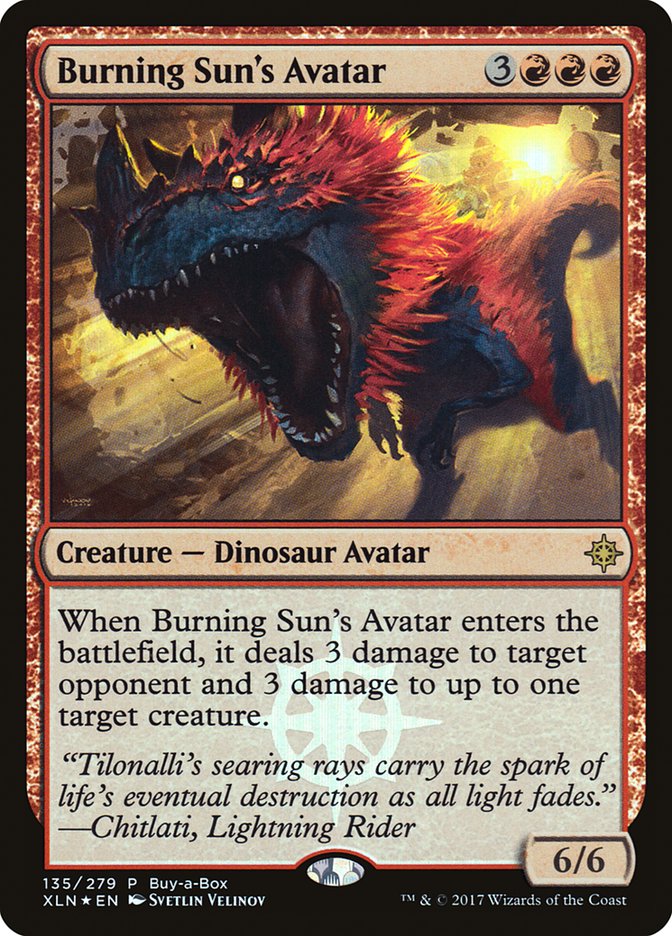 Burning Sun's Avatar 3
Creature — Dinosaur Avatar
When Burning Sun's Avatar enters the
battlefield, it deals 3 damage to target
opponent and 3 damage to up to one
target creature.
“Tilonalli's searing rays carry the spark of
life's eventual destruction as all light fades.”
—Chitlati, Lightning Rider
6/6
135/279 P Buy-a-Box
XLN★EN Svetlin Velinov
™ & © 2017 Wizards of the Coast